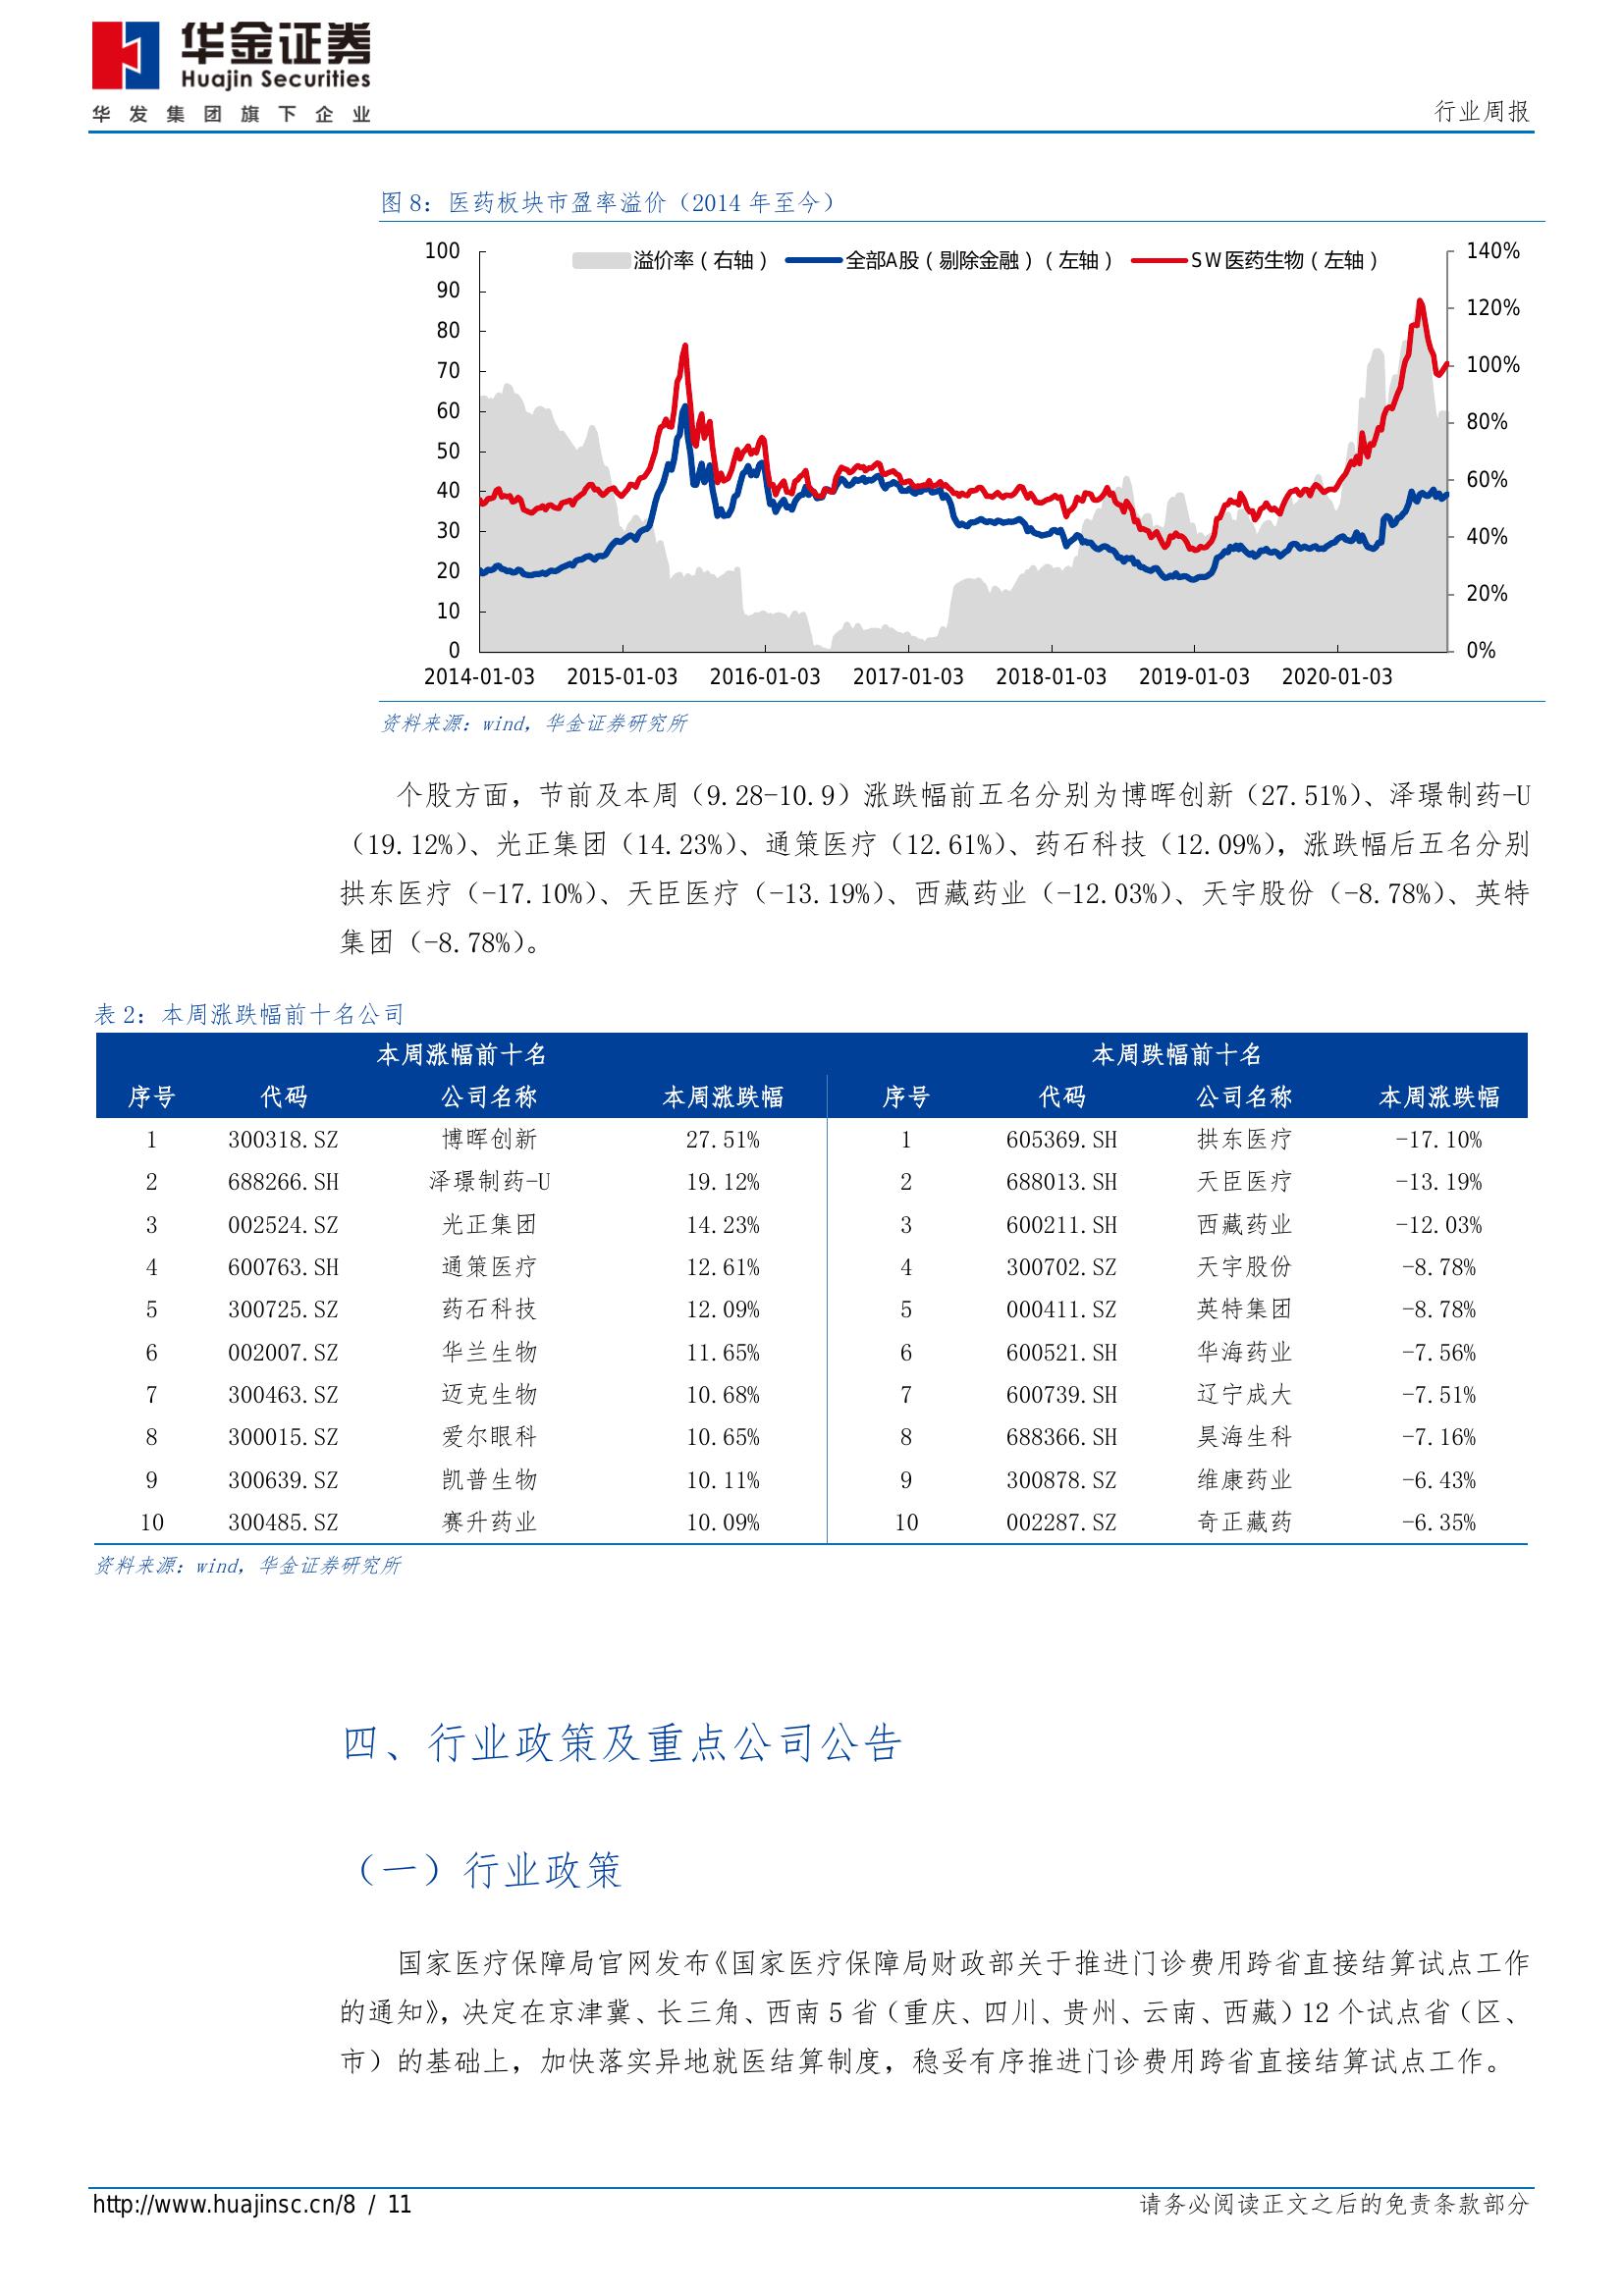 华金证券
Huajin Securities
华发集团旗下企业
行业周报
图 8：医药板块市盈率溢价（2014 年至今）
溢价率（右轴） 全部A股（剔除金融）（左轴） SW医药生物（左轴）
100 140%
90 120%
80
70 100%
60 80%
50
40 60%
30 40%
20 20%
10
0 0%
2014-01-03 2015-01-03 2016-01-03 2017-01-03 2018-01-03 2019-01-03 2020-01-03
资料来源：wind，华金证券研究所
个股方面，节前及本周（9.28-10.9）涨跌幅前五名分别为博晖创新（27.51%）、泽璟制药-U
（19.12%）、光正集团（14.23%）、通策医疗（12.61%）、药石科技（12.09%），涨跌幅后五名分别
拱东医疗（-17.10%）、天臣医疗（-13.19%）、西藏药业（-12.03%）、天宇股份（-8.78%）、英特
集团（-8.78%）。
表 2：本周涨跌幅前十名公司
本周涨幅前十名 本周跌幅前十名
序号 代码 公司名称 本周涨跌幅 序号 代码 公司名称 本周涨跌幅
1 300318.SZ 博晖创新 27.51% 1 605369.SH 拱东医疗 -17.10%
2 688266.SH 泽璟制药-U 19.12% 2 688013.SH 天臣医疗 -13.19%
3 002524.SZ 光正集团 14.23% 3 600211.SH 西藏药业 -12.03%
4 600763.SH 通策医疗 12.61% 4 300702.SZ 天宇股份 -8.78%
5 300725.SZ 药石科技 12.09% 5 000411.SZ 英特集团 -8.78%
6 002007.SZ 华兰生物 11.65% 6 600521.SH 华海药业 -7.56%
7 300463.SZ 迈克生物 10.68% 7 600739.SH 辽宁成大 -7.51%
8 300015.SZ 爱尔眼科 10.65% 8 688366.SH 昊海生科 -7.16%
9 300639.SZ 凯普生物 10.11% 9 300878.SZ 维康药业 -6.43%
10 300485.SZ 赛升药业 10.09% 10 002287.SZ 奇正藏药 -6.35%
资料来源：wind，华金证券研究所
四、行业政策及重点公司公告
（一）行业政策
国家医疗保障局官网发布《国家医疗保障局财政部关于推进门诊费用跨省直接结算试点工作
的通知》，决定在京津冀、长三角、西南 5 省（重庆、四川、贵州、云南、西藏）12 个试点省（区、
市）的基础上，加快落实异地就医结算制度，稳妥有序推进门诊费用跨省直接结算试点工作。
http://www.huajinsc.cn/8 / 11
请务必阅读正文之后的免责条款部分